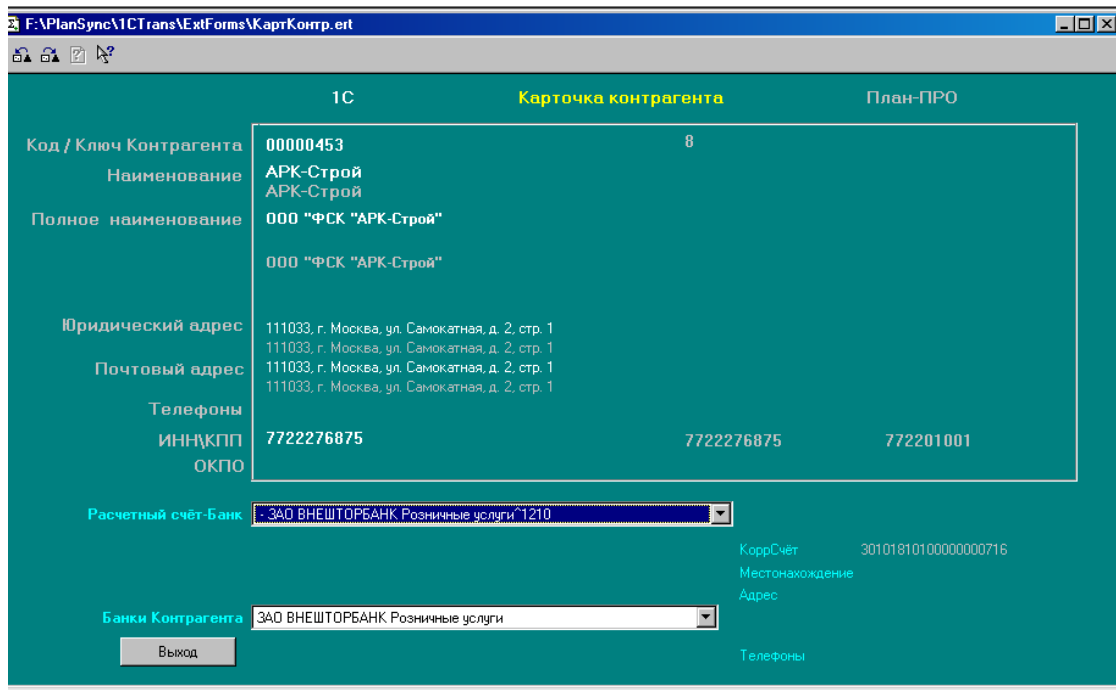 F:\PlanSync\1CTrans\ExtForms\КартКонтр.ert
1С Карточка контрагента План-ПРО
Код / Ключ Контрагента 00000453 8
Наименование АРК-Строй
АРК-Строй
Полное наименование ООО "ФСК "АРК-Строй"
ООО "ФСК "АРК-Строй"
Юридический адрес 111033, г. Москва, ул. Самокатная, д. 2, стр. 1
111033, г. Москва, ул. Самокатная, д. 2, стр. 1
Почтовый адрес 111033, г. Москва, ул. Самокатная, д. 2, стр. 1
111033, г. Москва, ул. Самокатная, д. 2, стр. 1
Телефоны
ИНН\КПП 7722276875 7722276875 772201001
ОКПО
Расчетный счёт-Банк - ЗАО ВНЕШТОРБАНК Розничные услуги^1210
КоррСчёт 30101810100000000716
Местонахождение
Адрес
Банки Контрагента ЗАО ВНЕШТОРБАНК Розничные услуги
Выход
Телефоны